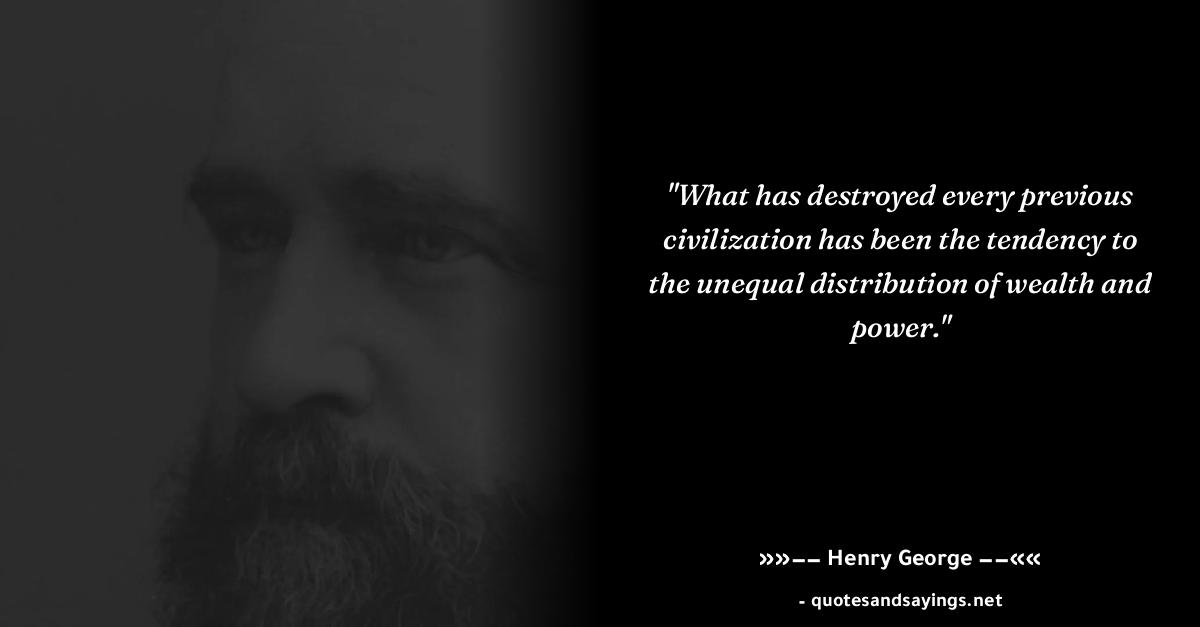 "What has destroyed every previous
civilization has been the tendency to
the unequal distribution of wealth and
power."
»»−− Henry George −−««
- quotesandsayings.net